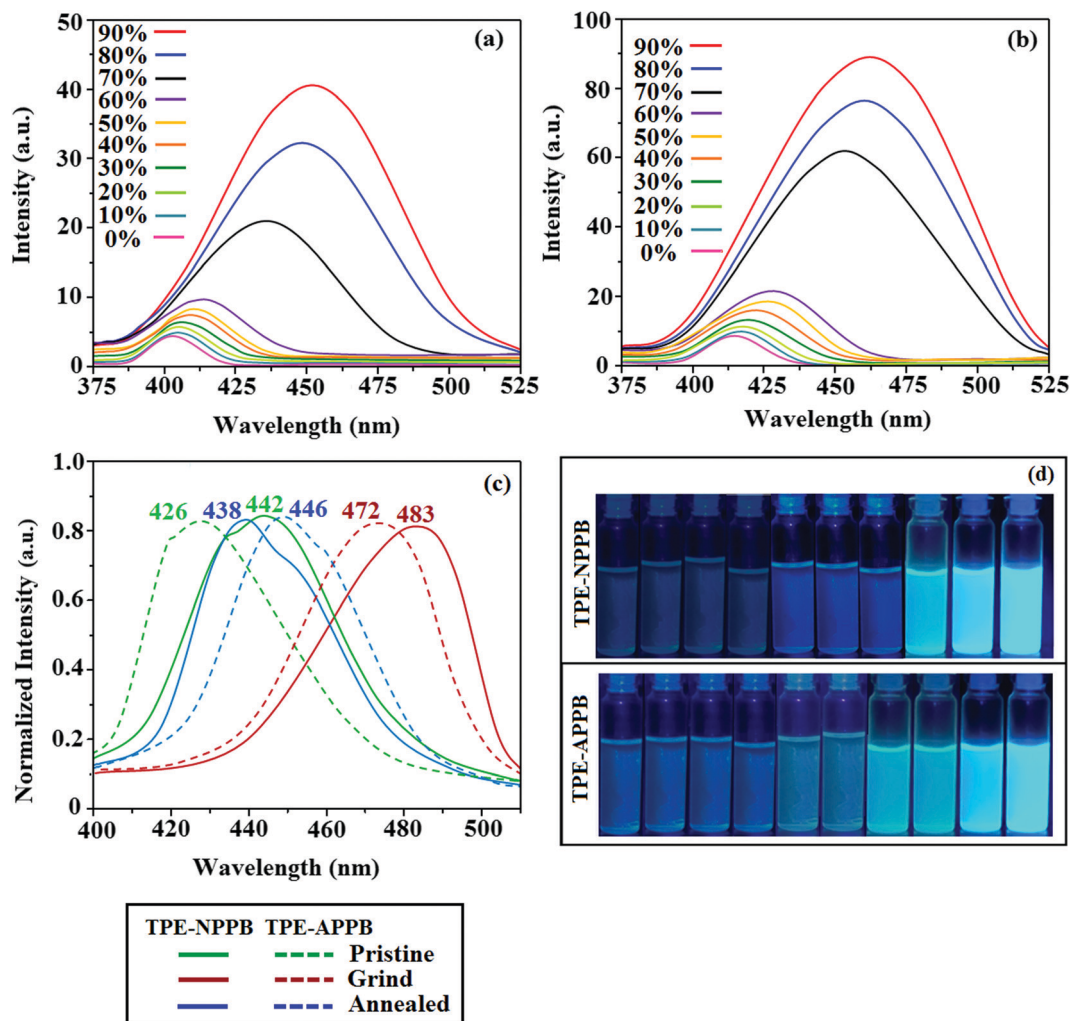 (a)
50
40
30
20
10
0
90%
80%
70%
60%
50%
40%
30%
20%
10%
0%
375 400 425 450 475 500 525
Intensity (a.u.)
Wavelength (nm)
(b)
100
80
60
40
20
0
90%
80%
70%
60%
50%
40%
30%
20%
10%
0%
375 400 425 450 475 500 525
Intensity (a.u.)
Wavelength (nm)
(c)
1.0
0.8
0.6
0.4
0.2
0
426 438 442 446 472 483
400 420 440 460 480 500
Normalized Intensity (a.u.)
Wavelength (nm)
(d)
TPE-NPPB
TPE-APPB
TPE-NPPB TPE-APPB
Pristine
Grind
Annealed